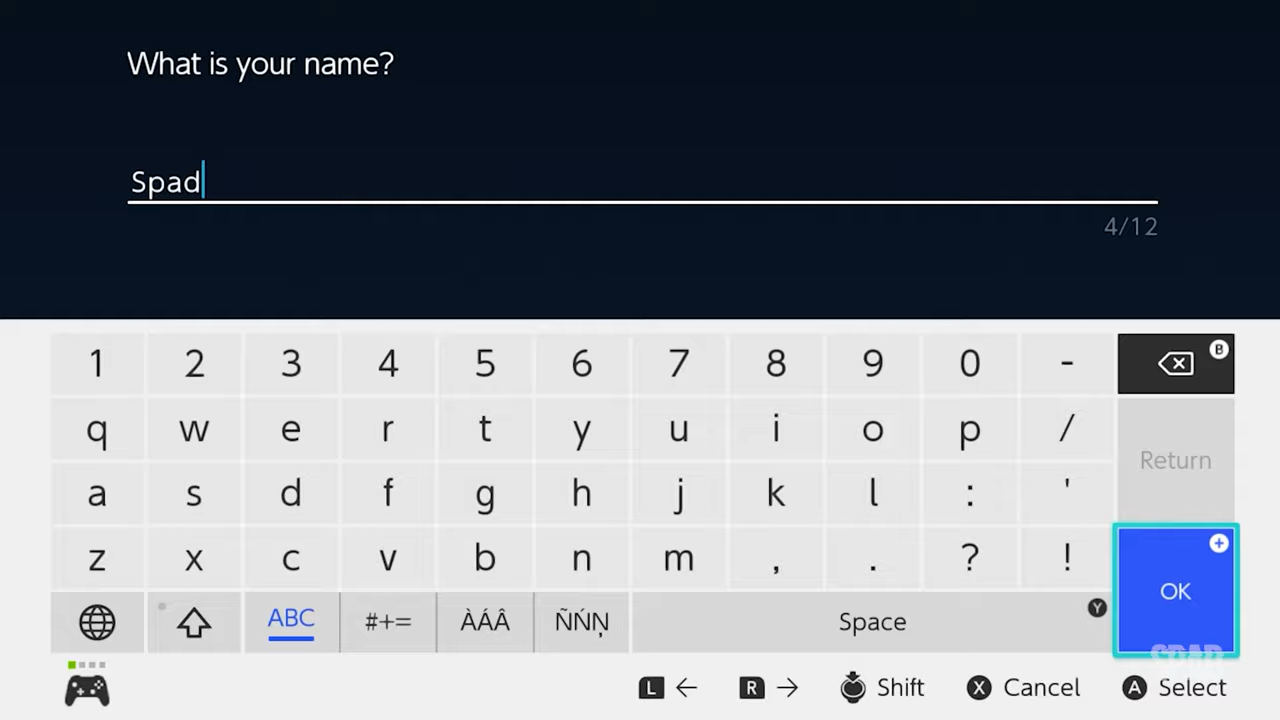 What is your name?
Spad
4/12
1 2 3 4 5 6 7 8 9 0 - B
q w e r t y u i o p / Return
a s d f g h j k l : '
z x c v b n m , . ? ! + OK
ABC #+= ÀÁÂ ÑŃŅ Space Y
SPAD
L ← R → Shift X Cancel A Select